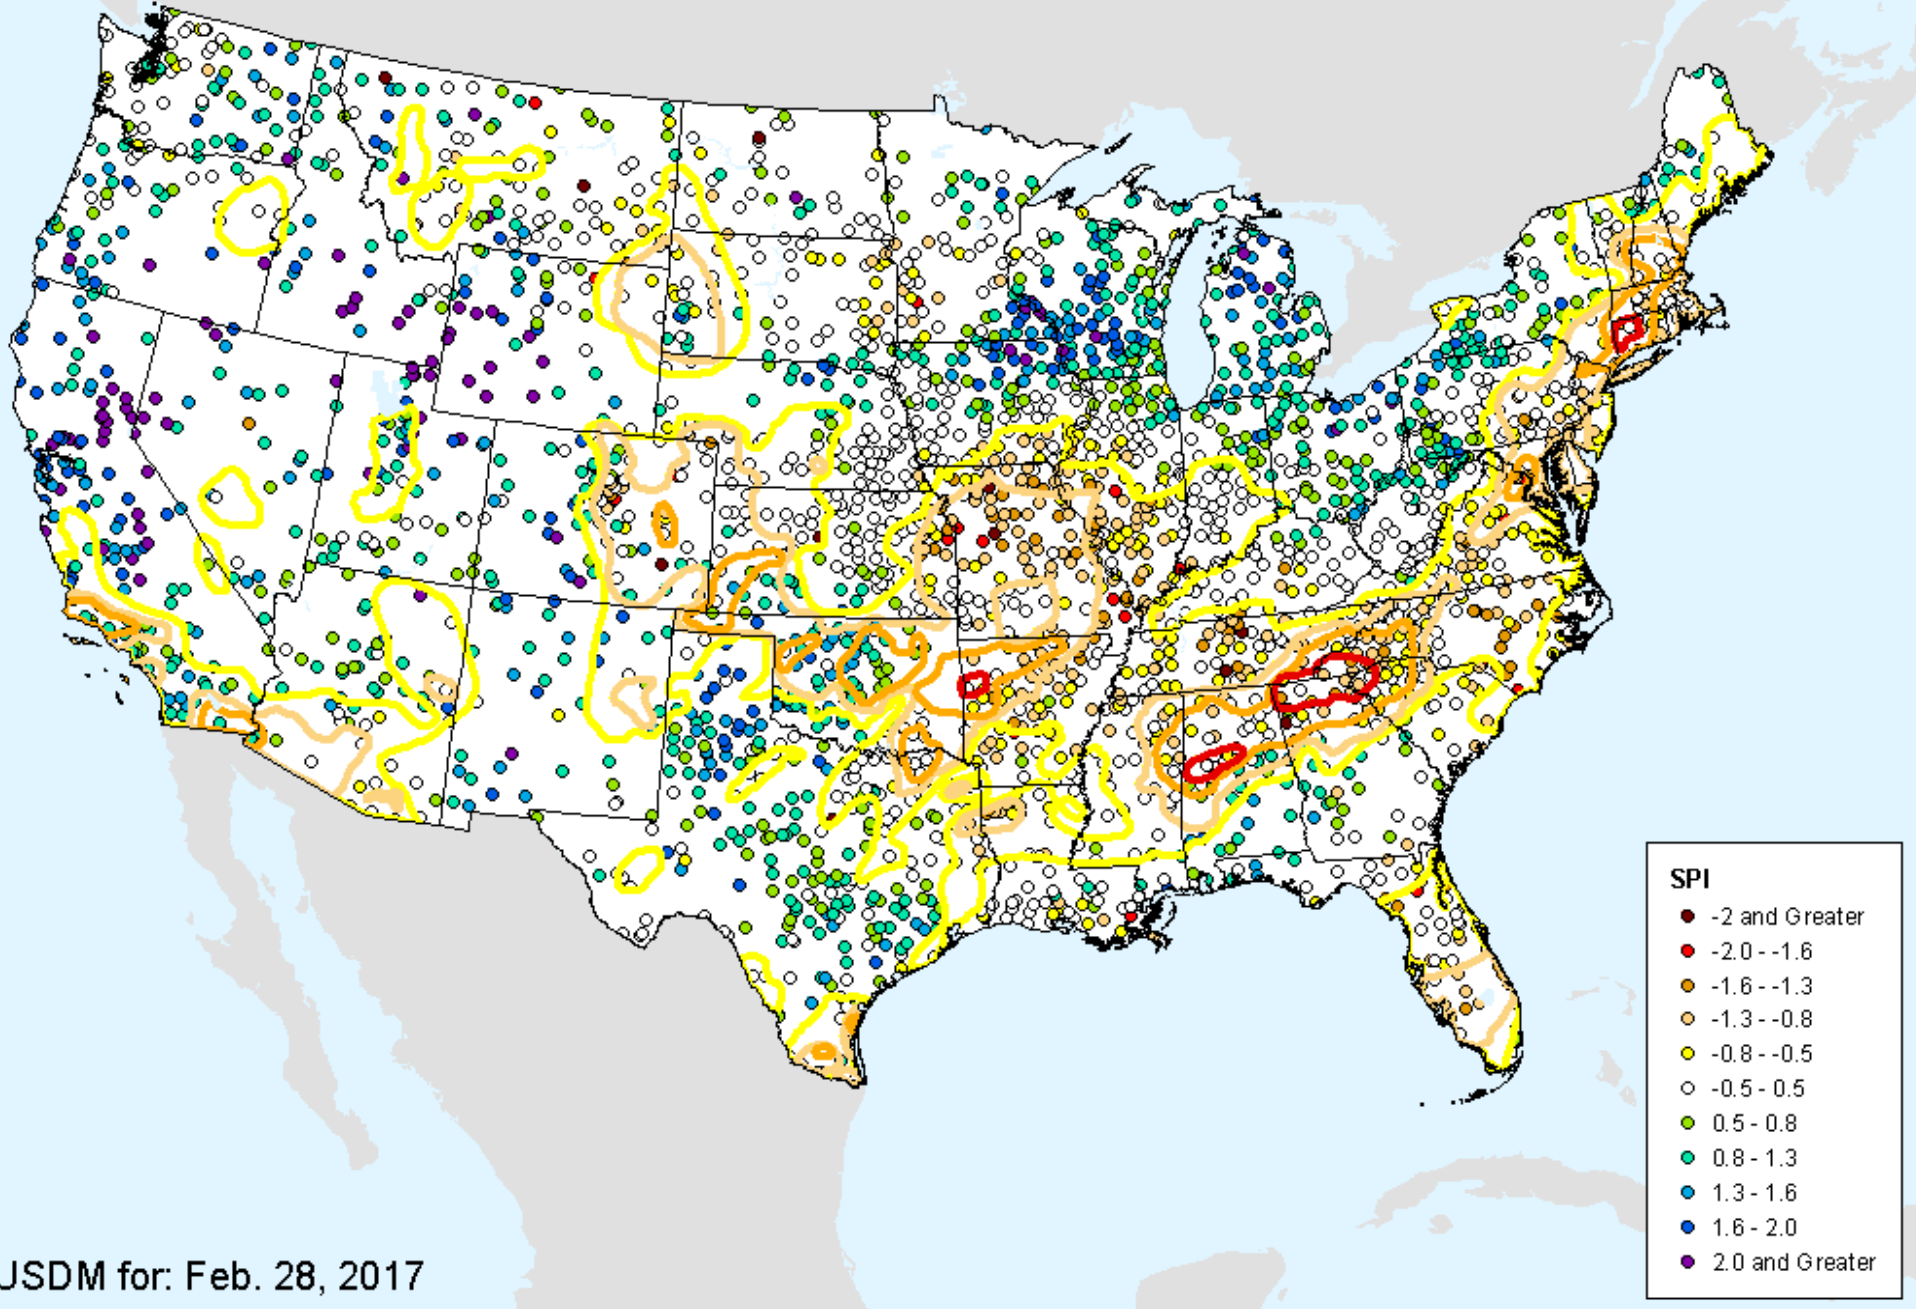 SPI
-2 and Greater
-2.0 - -1.6
-1.6 - -1.3
-1.3 - -0.8
-0.8 - -0.5
-0.5 - 0.5
0.5 - 0.8
0.8 - 1.3
1.3 - 1.6
1.6 - 2.0
2.0 and Greater
USDM for: Feb. 28, 2017